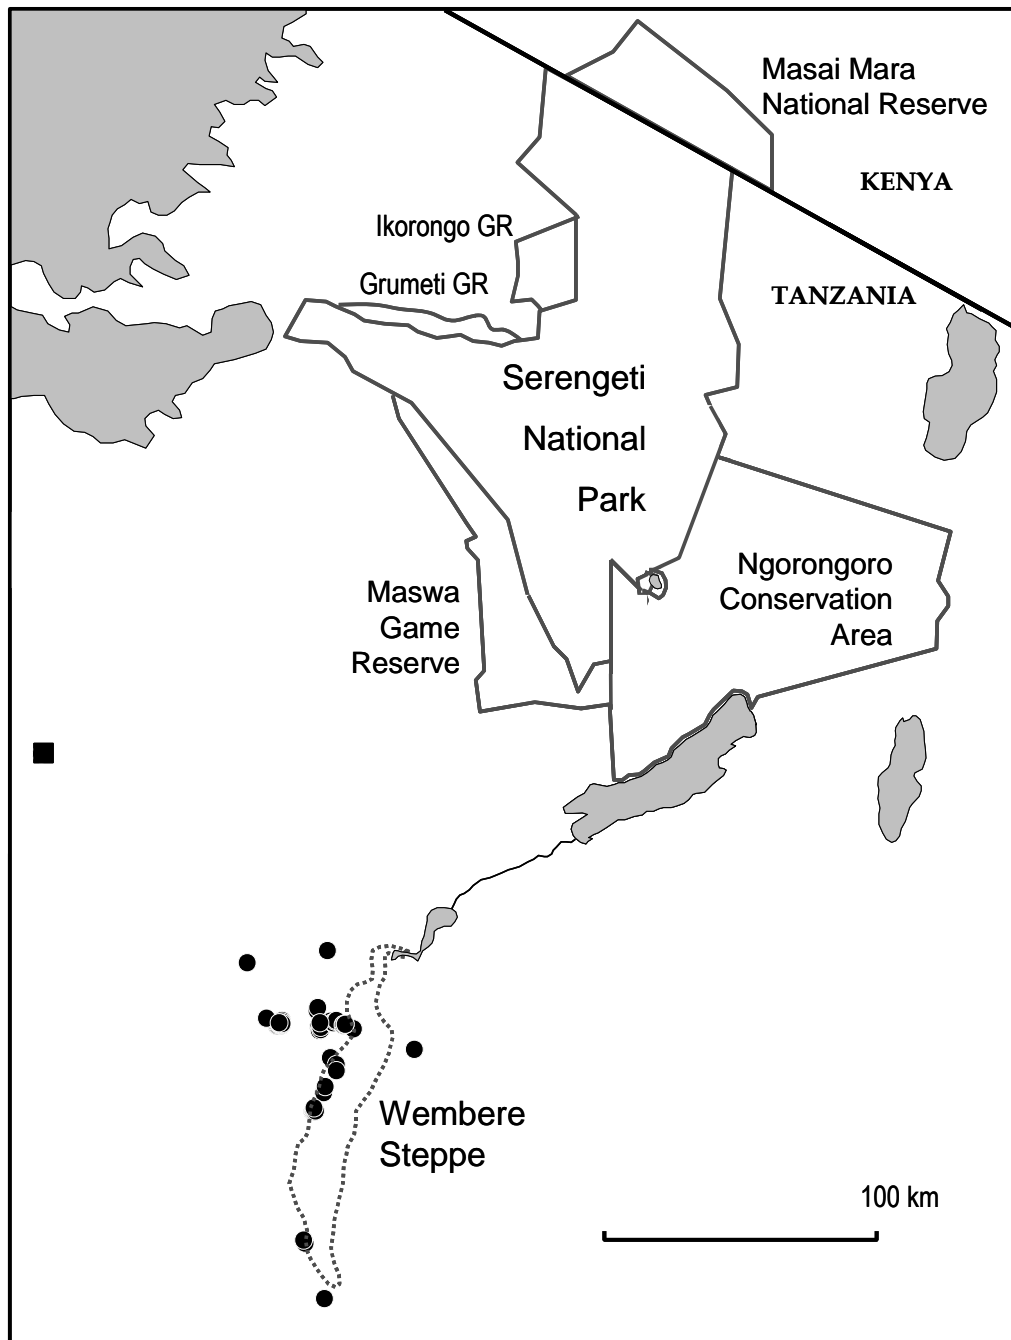 Masai Mara
National Reserve
KENYA
Ikorongo GR
Grumeti GR
TANZANIA
Serengeti
National
Park
Ngorongoro
Conservation
Area
Maswa
Game
Reserve
Wembere
Steppe
100 km